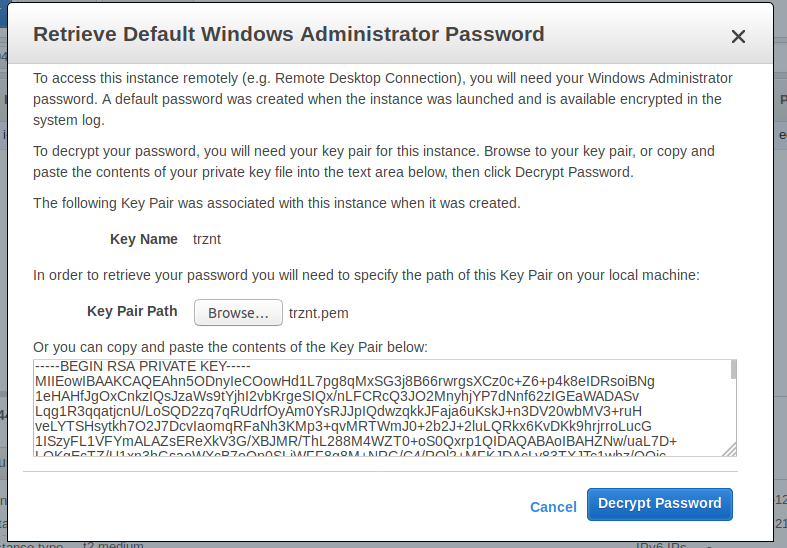 Retrieve Default Windows Administrator Password
To access this instance remotely (e.g. Remote Desktop Connection), you will need your Windows Administrator
password. A default password was created when the instance was launched and is available encrypted in the
system log.
To decrypt your password, you will need your key pair for this instance. Browse to your key pair, or copy and
paste the contents of your private key file into the text area below, then click Decrypt Password.
The following Key Pair was associated with this instance when it was created.
Key Name trznt
In order to retrieve your password you will need to specify the path of this Key Pair on your local machine:
Key Pair Path Browse... trznt.pem
Or you can copy and paste the contents of the Key Pair below:
-----BEGIN RSA PRIVATE KEY-----
MIIEowIBAAKCAQEAhn5ODnyIeCOowHd1L7pg8qMxSG3j8B66rwrgsXCz0c+Z6+p4k8eIDRsoiBNg
1eHAHfJgOxCnkzIQsJzaWs9tYjhI2vbKrgeSIQx/nLFCRcQ3JO2MnyhjYP7dNnf62zIGEaWADASv
Lqg1R3qqatjcnU/LoSQD2zq7qRUdrfOyAm0YsRJJpIQdwzqkkJFaja6uKskJ+n3DV20wbMV3+ruH
veLYTSHsytkh7O2J7DcvIaomqRFaNh3KMp3+qvMRTWmJ0+2b2J+2luLQRkx6KvDKk9hrjrroLucG
1ISzyFL1VFYmALAZsEReXkV3G/XBJMR/ThL288M4WZT0+oS0Qxrp1QIDAQABAoIBAHZNw/uaL7D+
Cancel Decrypt Password
t2.medium
IPv6 IPs -